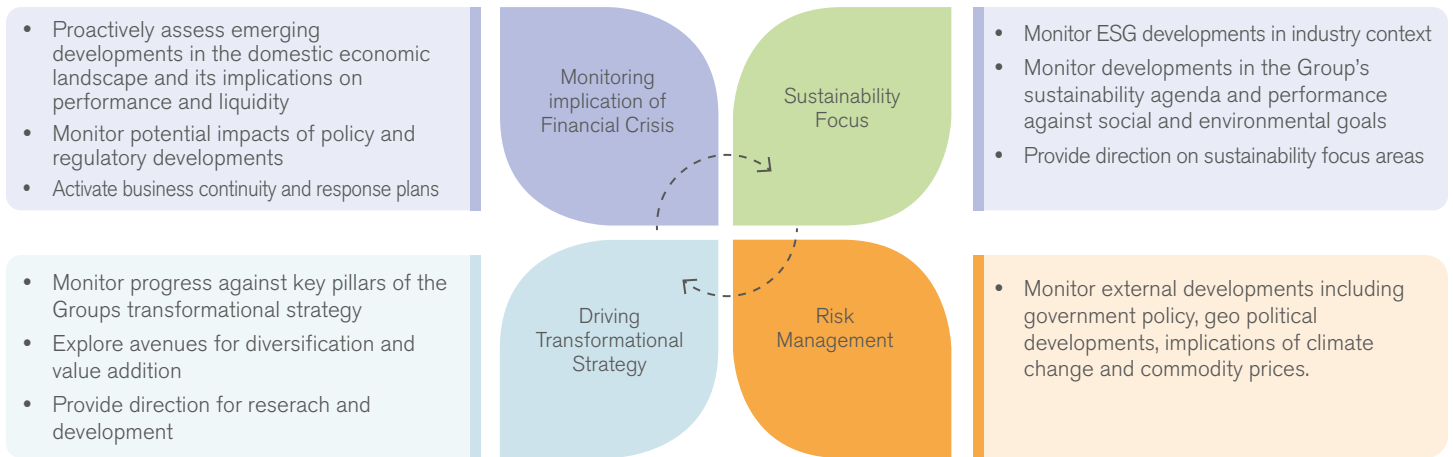 • Proactively assess emerging
developments in the domestic economic
landscape and its implications on
performance and liquidity
• Monitor potential impacts of policy and
regulatory developments
• Activate business continuity and response plans
Monitoring
implication of
Financial Crisis
Sustainability
Focus
• Monitor ESG developments in industry context
• Monitor developments in the Group's
sustainability agenda and performance
against social and environmental goals
• Provide direction on sustainability focus areas
• Monitor progress against key pillars of the
Groups transformational strategy
• Explore avenues for diversification and
value addition
• Provide direction for reserach and
development
Driving
Transformational
Strategy
Risk
Management
• Monitor external developments including
government policy, geo political
developments, implications of climate
change and commodity prices.